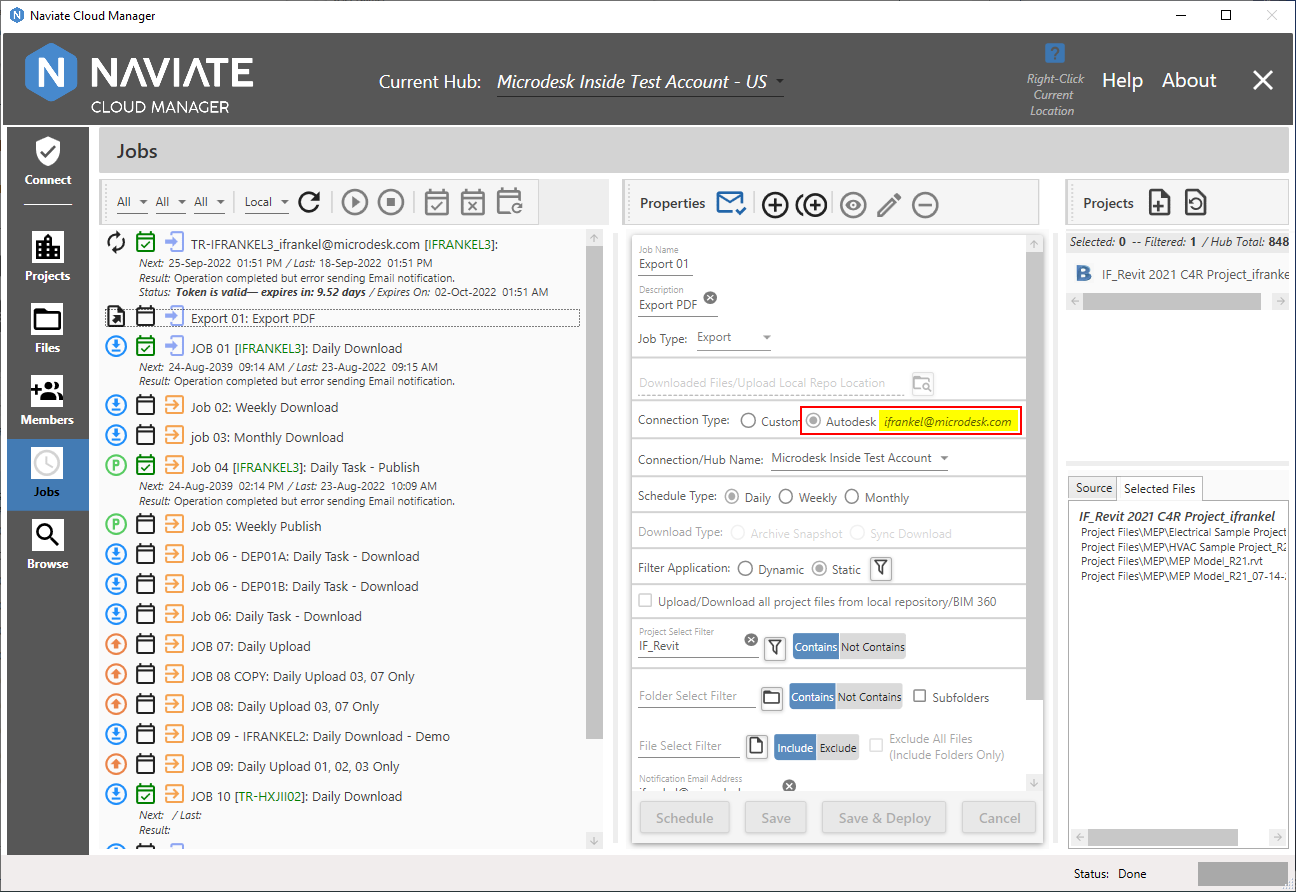 Naviate Cloud Manager
NAVIATE
CLOUD MANAGER
Current Hub: Microdesk Inside Test Account - US
?
Right-Click
Current
Location
Help About
Connect
Projects
Files
Members
Jobs
Browse
Jobs
All All All Local
TR-IFRANKEL3_ifrankel@microdesk.com [IFRANKEL3]:
Next: 25-Sep-2022 01:51 PM / Last: 18-Sep-2022 01:51 PM
Result: Operation completed but error sending Email notification.
Status: Token is valid— expires in: 9.52 days / Expires On: 02-Oct-2022 01:51 AM
Export 01: Export PDF
JOB 01 [IFRANKEL3]: Daily Download
Next: 24-Aug-2039 09:14 AM / Last: 23-Aug-2022 09:15 AM
Result: Operation completed but error sending Email notification.
Job 02: Weekly Download
job 03: Monthly Download
P Job 04 [IFRANKEL3]: Daily Task - Publish
Next: 24-Aug-2039 02:14 PM / Last: 23-Aug-2022 10:09 AM
Result: Operation completed but error sending Email notification.
P Job 05: Weekly Publish
Job 06 - DEP01A: Daily Task - Download
Job 06 - DEP01B: Daily Task - Download
Job 06: Daily Task - Download
JOB 07: Daily Upload
JOB 08 COPY: Daily Upload 03, 07 Only
JOB 08: Daily Upload 03, 07 Only
JOB 09 - IFRANKEL2: Daily Download - Demo
JOB 09: Daily Upload 01, 02, 03 Only
JOB 10 [TR-HXJII02]: Daily Download
Next: / Last:
Result:
Properties
Job Name
Export 01
Description
Export PDF
Job Type: Export
Downloaded Files/Upload Local Repo Location
Connection Type: Custom Autodesk ifrankel@microdesk.com
Connection/Hub Name: Microdesk Inside Test Account
Schedule Type: Daily Weekly Monthly
Download Type: Archive Snapshot Sync Download
Filter Application: Dynamic Static
Upload/Download all project files from local repository/BIM 360
Project Select Filter
IF_Revit Contains Not Contains
Folder Select Filter Contains Not Contains Subfolders
File Select Filter Include Exclude Exclude All Files
(Include Folders Only)
Notification Email Address
Schedule Save Save & Deploy Cancel
Projects
Selected: 0 -- Filtered: 1 / Hub Total: 848
B IF_Revit 2021 C4R Project_ifranke
Source Selected Files
IF_Revit 2021 C4R Project_ifrankel
Project Files\MEP\Electrical Sample Project
Project Files\MEP\HVAC Sample Project_R2
Project Files\MEP\MEP Model_R21.rvt
Project Files\MEP\MEP Model_R21_07-14-
Status: Done